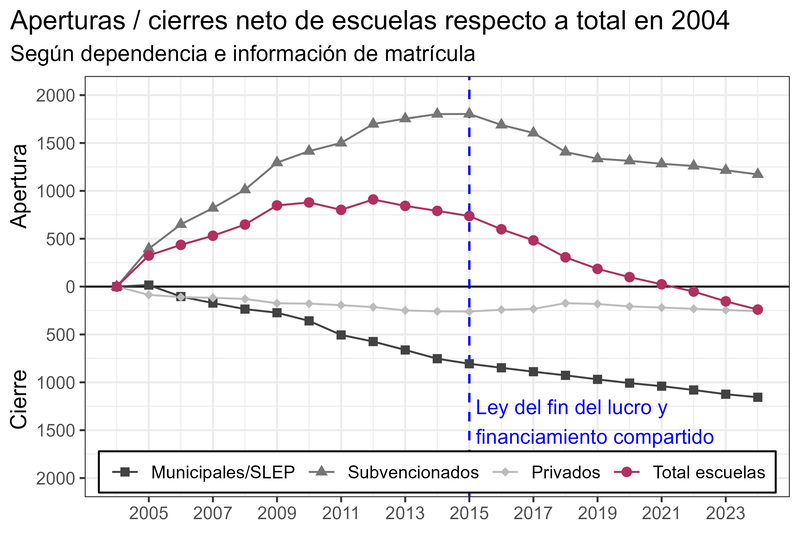 Aperturas / cierres neto de escuelas respecto a total en 2004
Según dependencia e información de matrícula
Apertura
Cierre
2000
1500
1000
500
0
500
1000
1500
2000
Ley del fin del lucro y
financiamiento compartido
Municipales/SLEP Subvencionados Privados Total escuelas
2005 2007 2009 2011 2013 2015 2017 2019 2021 2023